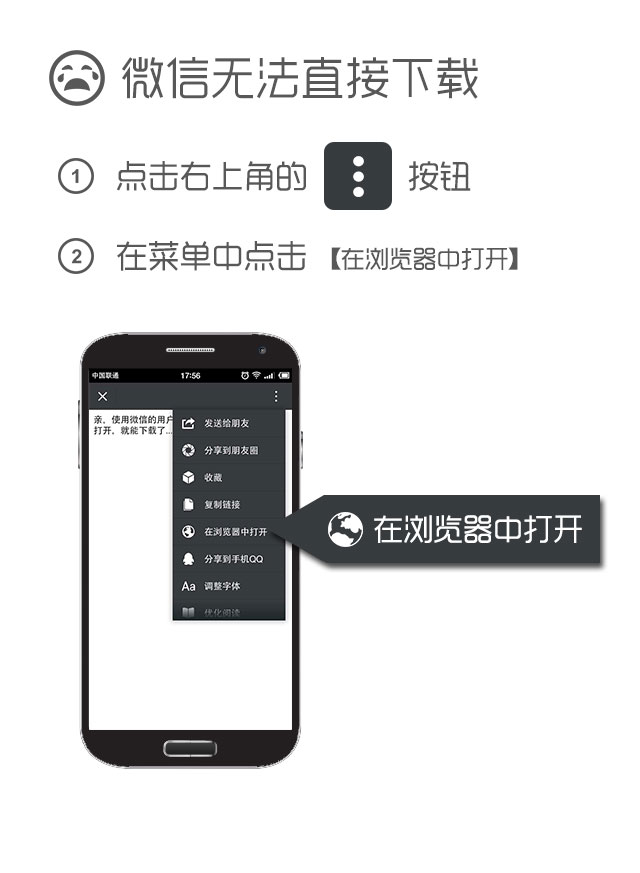 微信无法直接下载
1 点击右上角的 按钮
2 在菜单中点击 【在浏览器中打开】
中国联通 17:56
亲，使用微信的用户
打开，就能下载了...
发送给朋友
分享到朋友圈
收藏
复制链接
在浏览器中打开
在浏览器中打开
分享到手机QQ
Aa 调整字体
优化阅读